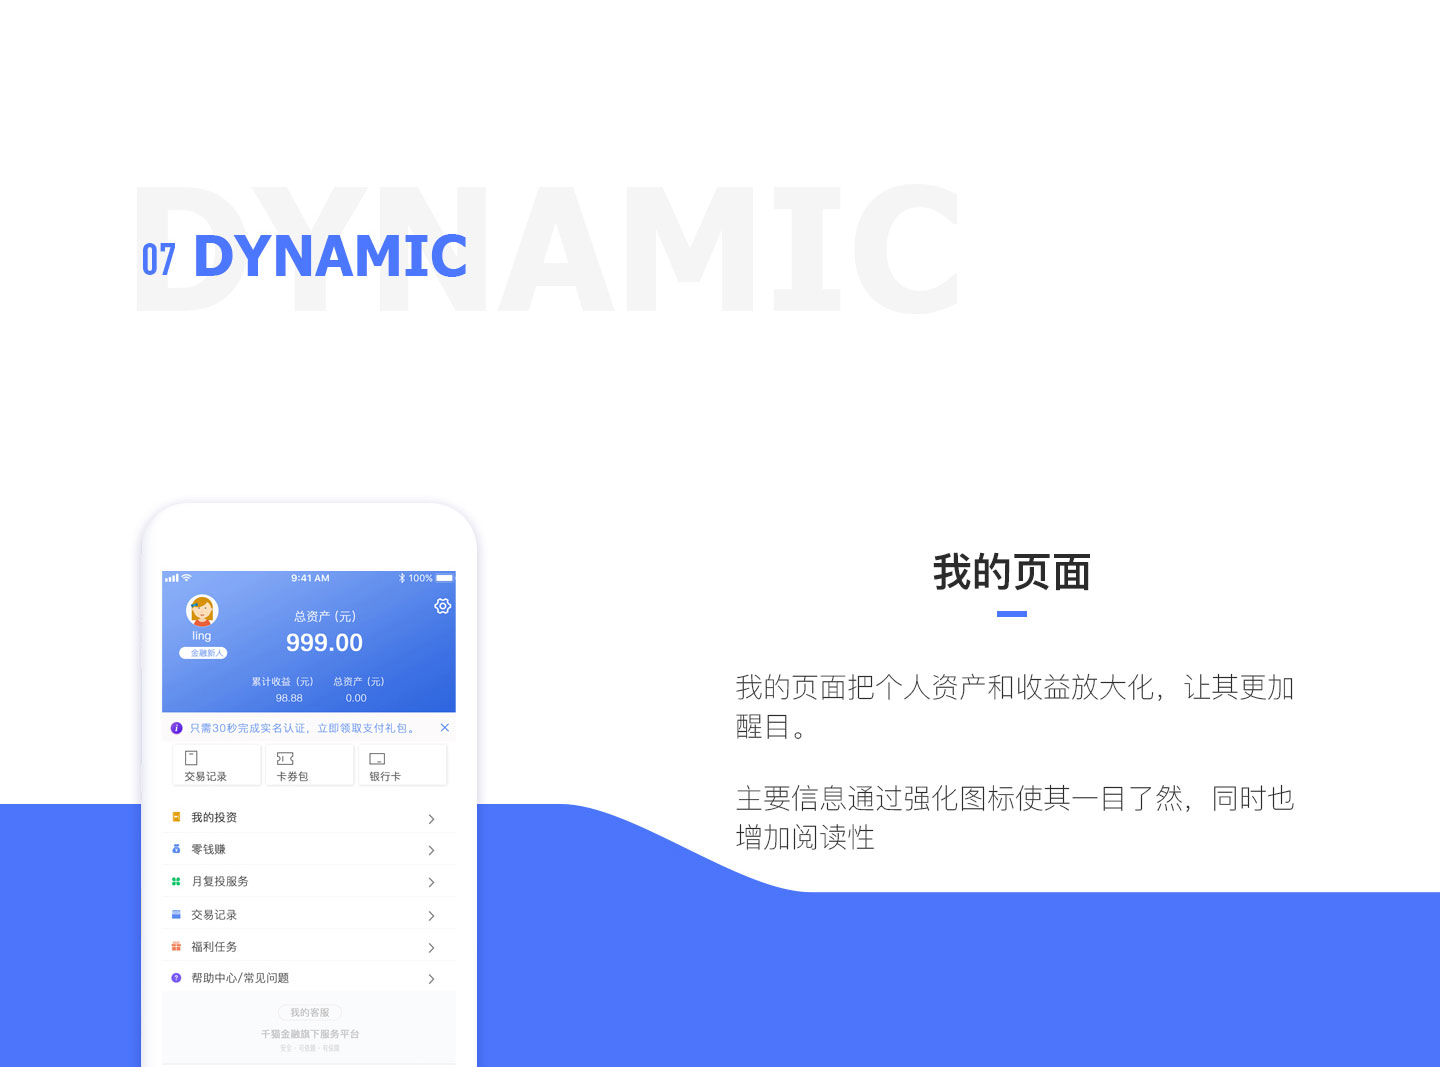 DYNAMIC
07 DYNAMIC
9:41 AM
100%
总资产 (元)
999.00
ling
金融新人
累计收益 (元)
总资产 (元)
98.88
0.00
只需30秒完成实名认证，立即领取支付礼包。
交易记录
卡券包
银行卡
我的投资
零钱赚
月复投服务
交易记录
福利任务
帮助中心/常见问题
我的客服
千猫金融旗下服务平台
我的页面
我的页面把个人资产和收益放大化，让其更加
醒目。
主要信息通过强化图标使其一目了然，同时也
增加阅读性